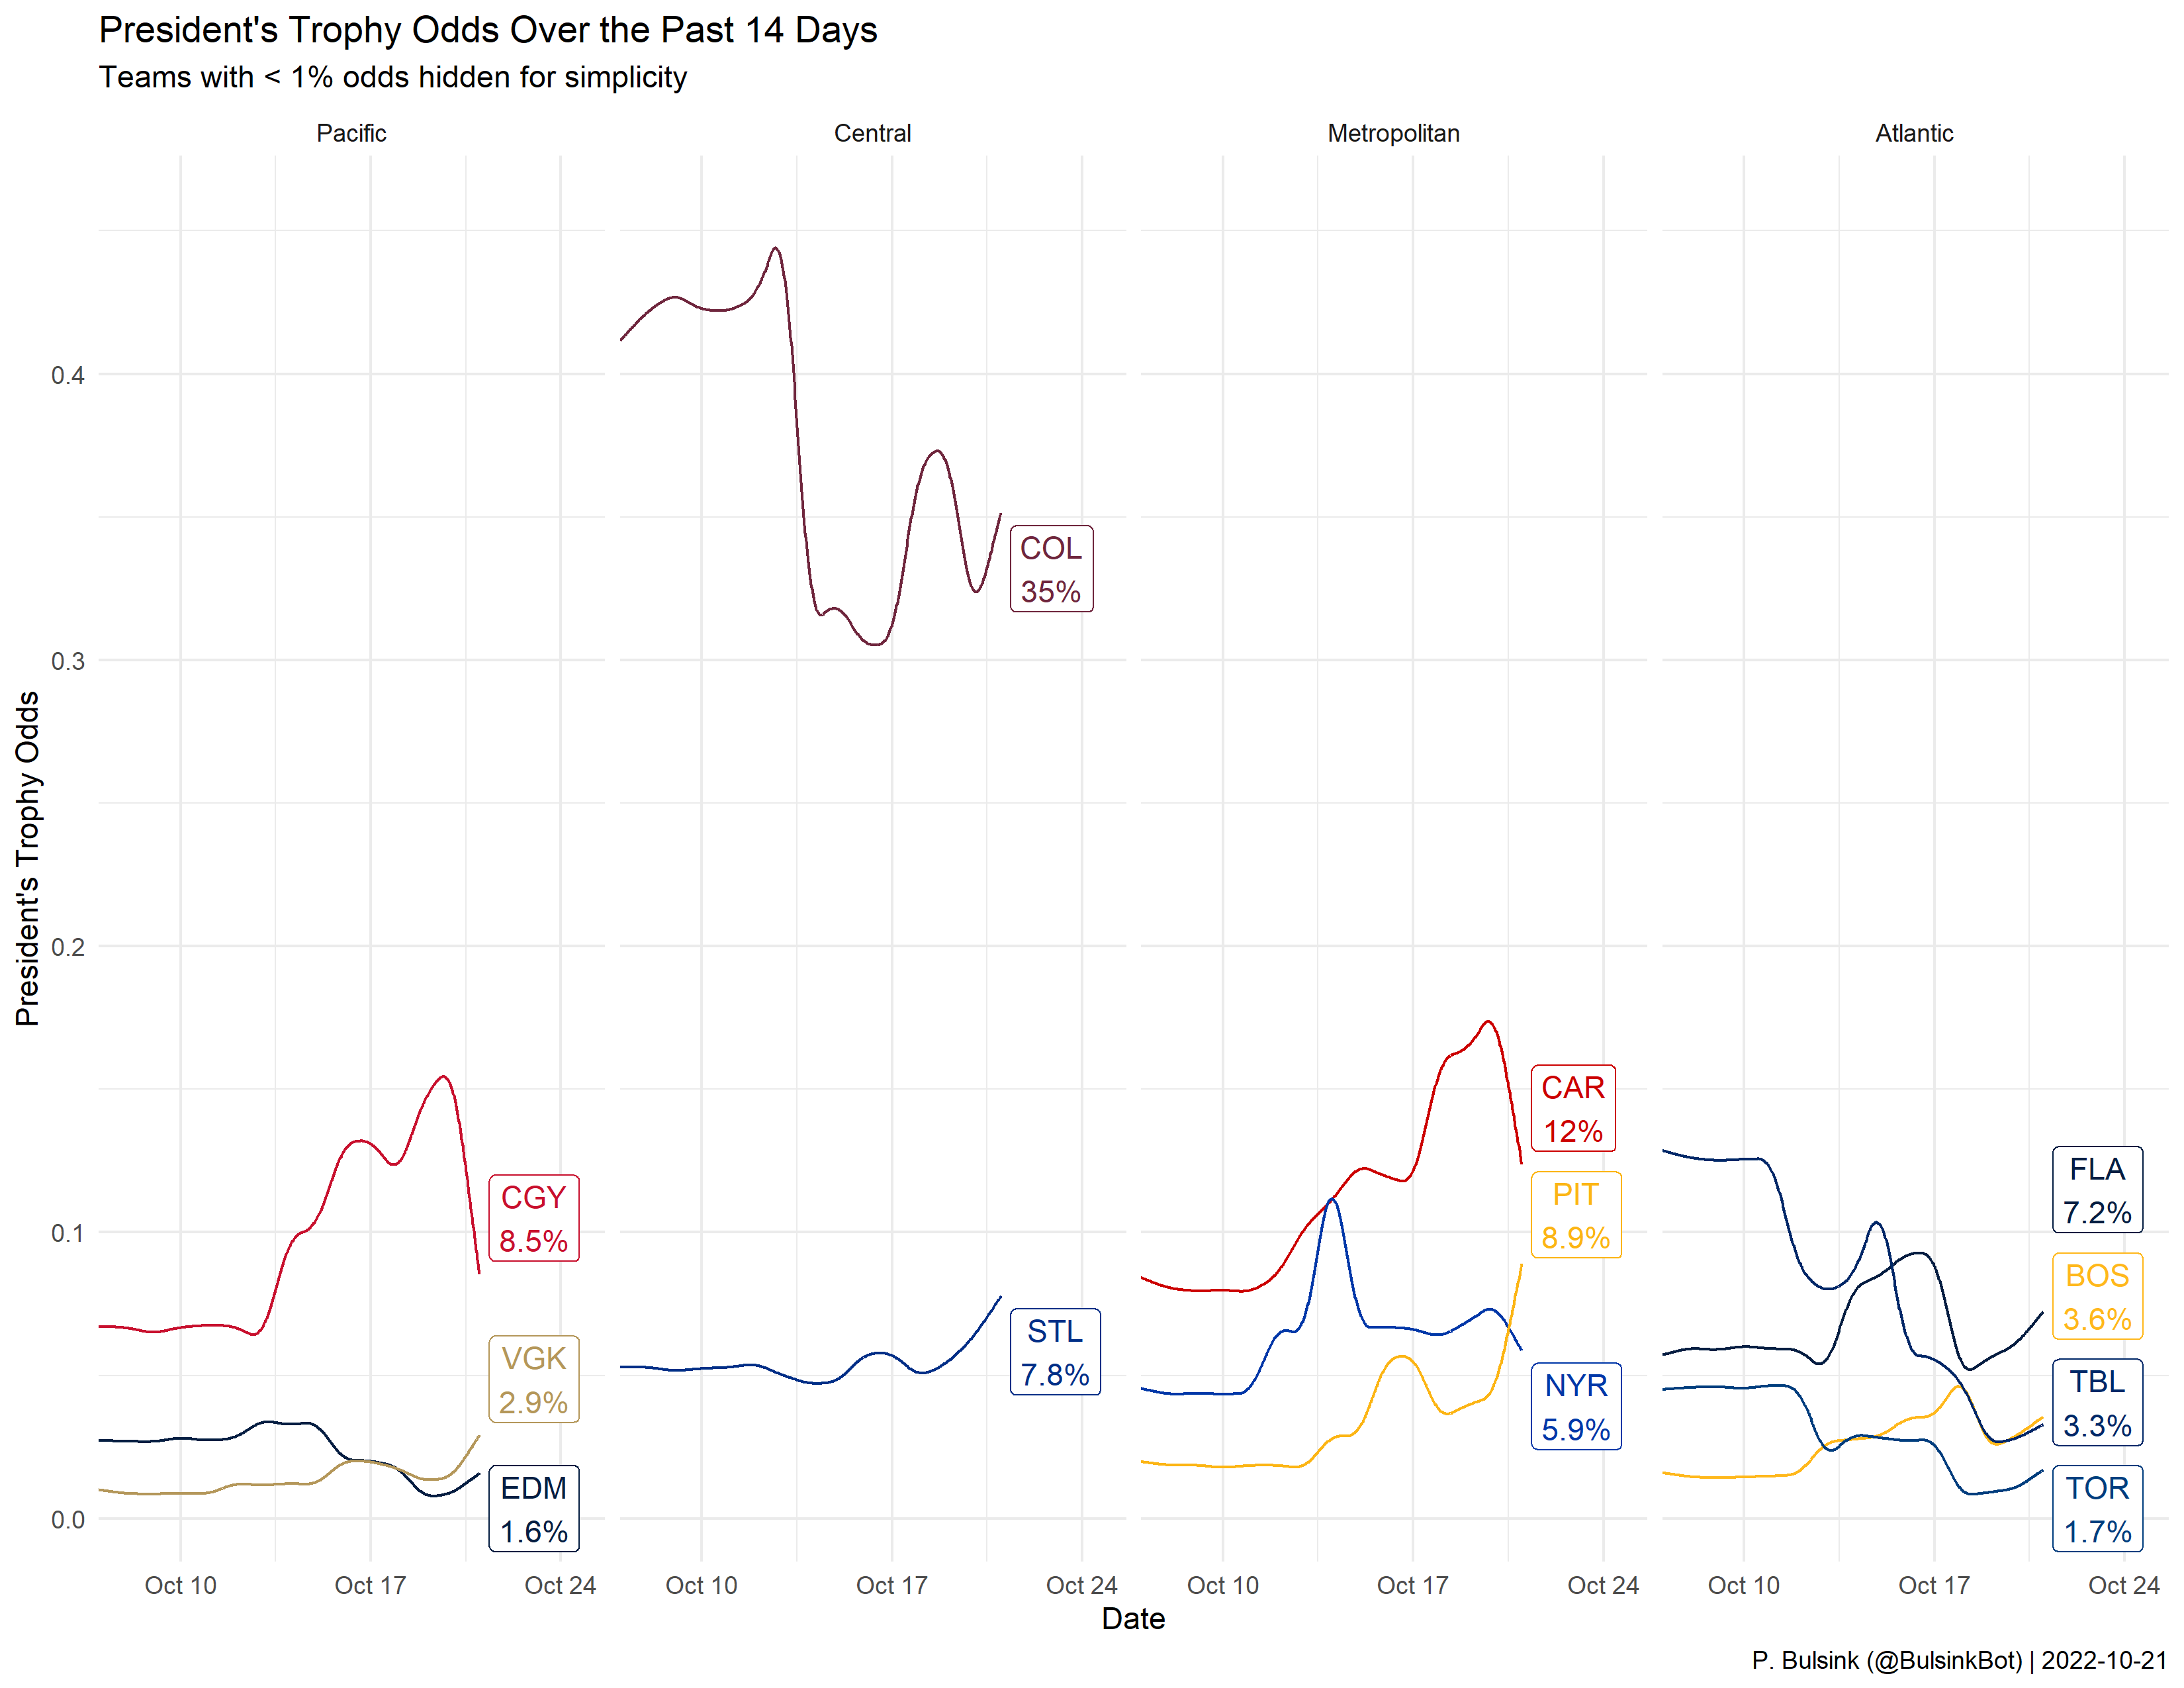 President's Trophy Odds Over the Past 14 Days
Teams with < 1% odds hidden for simplicity
Pacific
Central
Metropolitan
Atlantic
President's Trophy Odds
0.4
0.3
0.2
0.1
0.0
CGY
8.5%
VGK
2.9%
EDM
1.6%
COL
35%
STL
7.8%
CAR
12%
PIT
8.9%
NYR
5.9%
FLA
7.2%
BOS
3.6%
TBL
3.3%
TOR
1.7%
Oct 10 Oct 17 Oct 24
Oct 10 Oct 17 Oct 24
Oct 10 Oct 17 Oct 24
Oct 10 Oct 17 Oct 24
Date
P. Bulsink (@BulsinkBot) | 2022-10-21